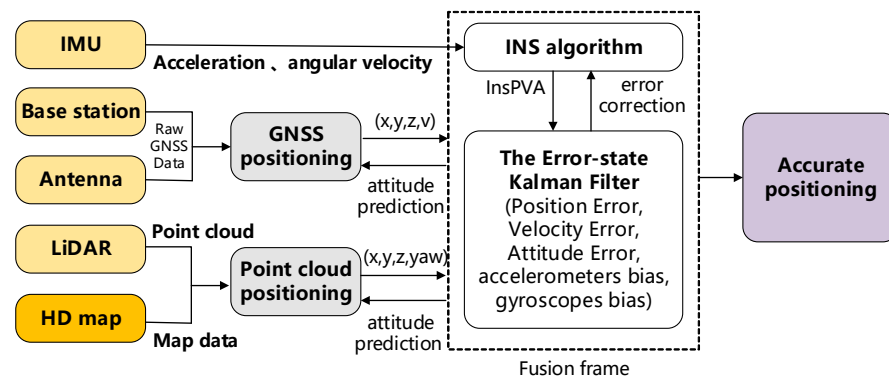 IMU
Acceleration 、angular velocity
Base station
Raw
GNSS
Data
Antenna
GNSS
positioning
(x,y,z,v)
attitude
prediction
LiDAR
Point cloud
HD map
Map data
Point cloud
positioning
(x,y,z,yaw)
attitude
prediction
INS algorithm
InsPVA
error
correction
The Error-state
Kalman Filter
(Position Error,
Velocity Error,
Attitude Error,
accelerometers bias,
gyroscopes bias)
Fusion frame
Accurate
positioning